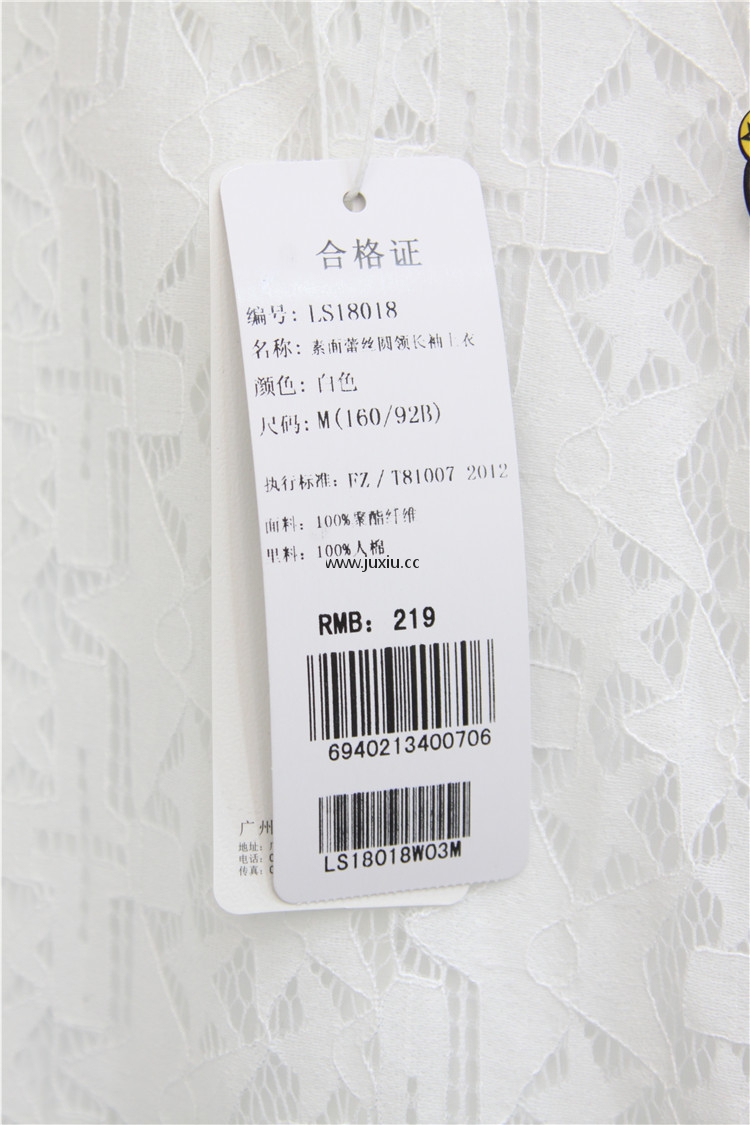 合格证
编号: LS18018
名称: 素面蕾丝圆领长袖上衣
颜色: 白色
尺码: M(160/92B)
执行标准: FZ/T81007 2012
面料: 100%聚酯纤维
里料: 100%人棉
www.juxiu.cc
RMB: 219
6940213400706
LS18018W03M
广州
地址:
电话:
传真: